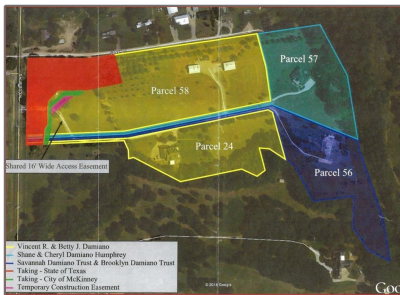 Parcel 57
Parcel 58
Parcel 24
Parcel 56
Shared 16' Wide Access Easement
Vincent R. & Betty J. Damiano
Shane & Cheryl Damiano Humphrey
Savannah Damiano Trust & Brooklyn Damiano Trust
Taking - State of Texas
Taking - City of McKinney
Temporary Construction Easement
© 2014 Google
Goo